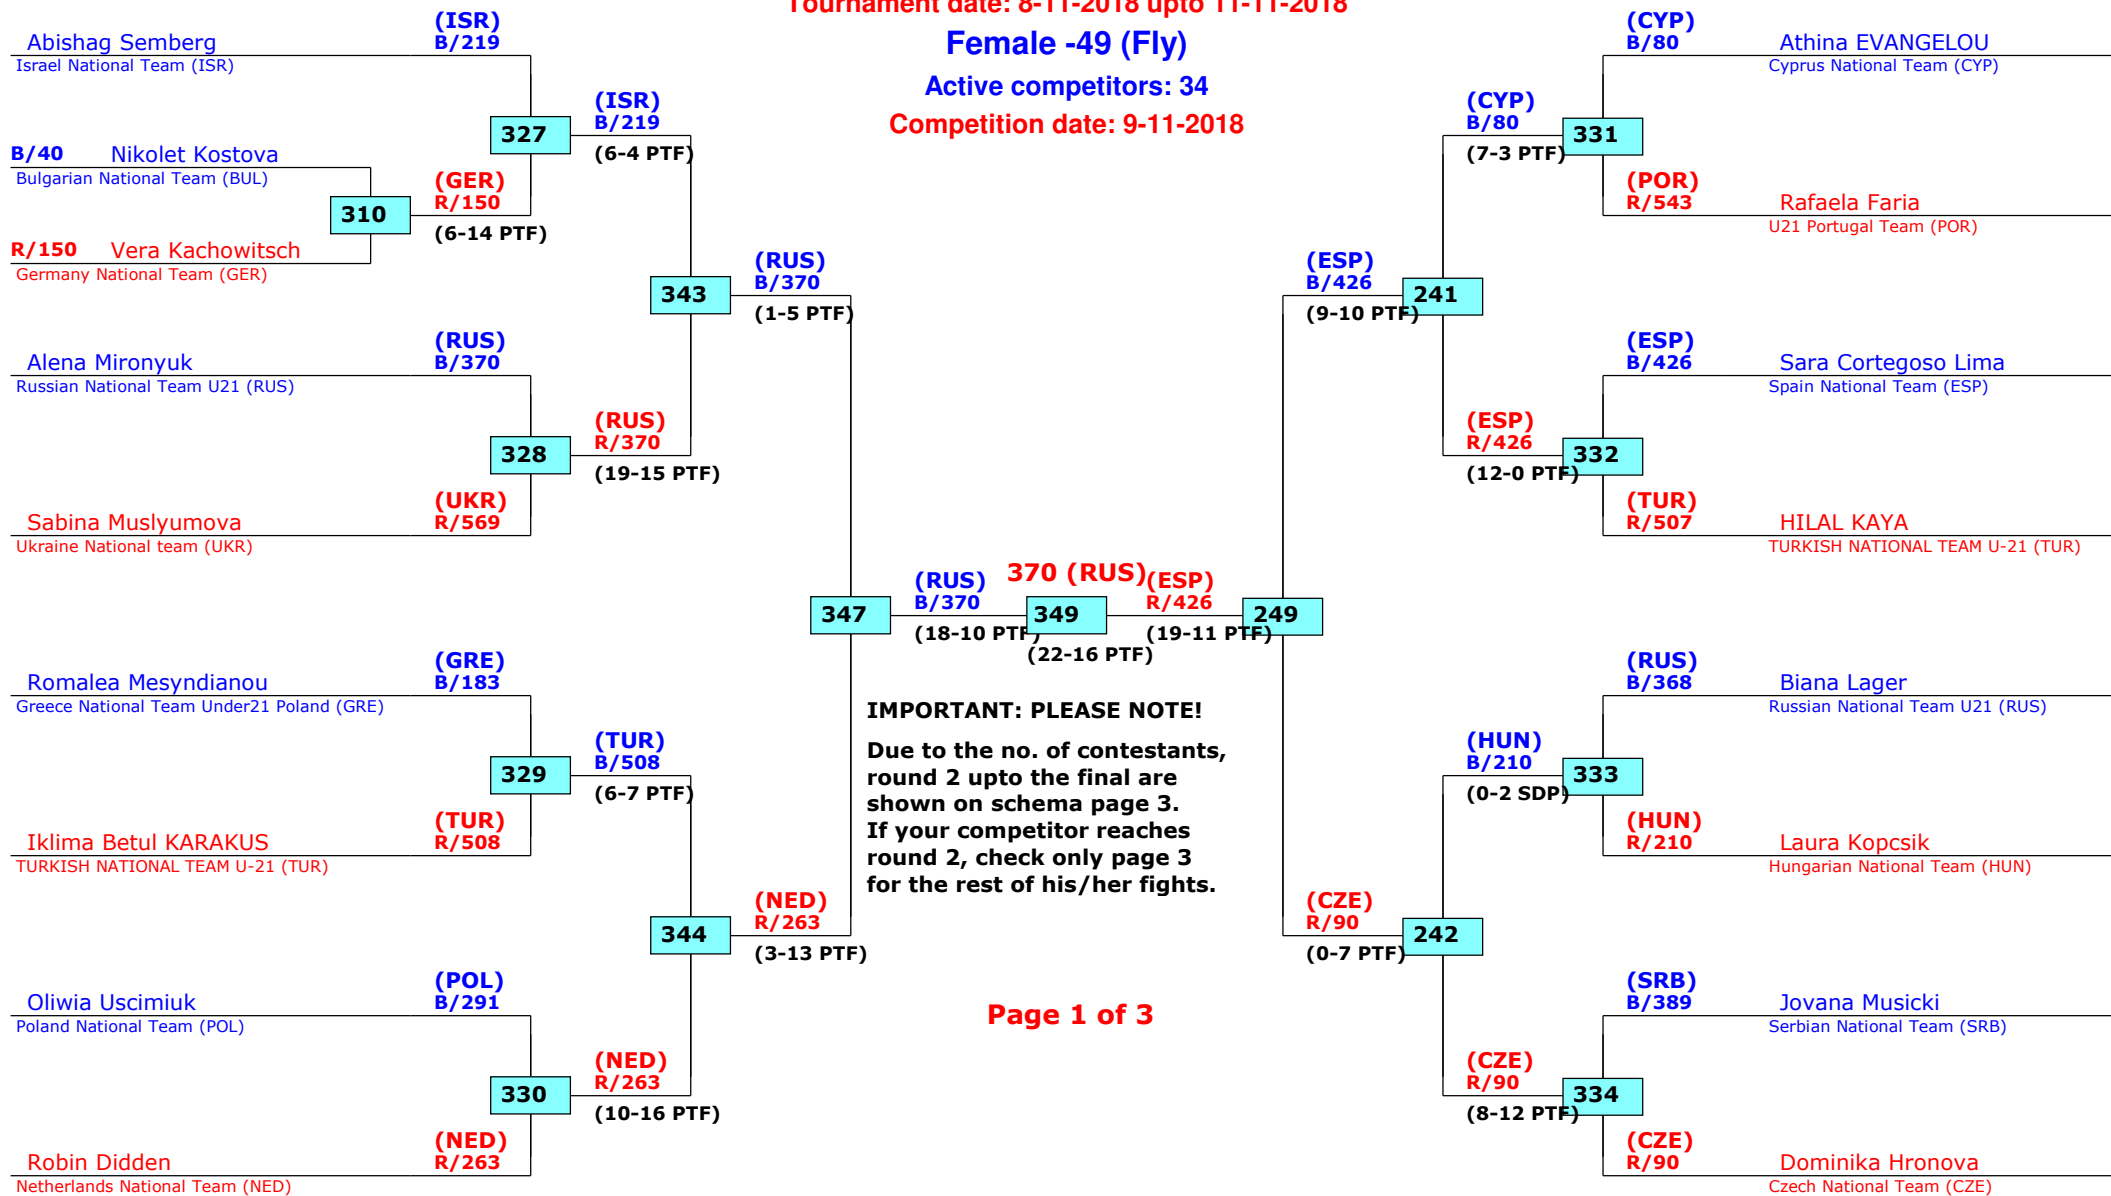 Tournament date: 8-11-2018 upto 11-11-2018
Female -49 (Fly)
Active competitors: 34
Competition date: 9-11-2018
Abishag Semberg
Israel National Team (ISR)
(ISR)
B/219
B/40 Nikolet Kostova
Bulgarian National Team (BUL)
R/150 Vera Kachowitsch
Germany National Team (GER)
310
(GER)
R/150
(6-14 PTF)
327
(ISR)
B/219
(6-4 PTF)
Alena Mironyuk
Russian National Team U21 (RUS)
(RUS)
B/370
Sabina Muslyumova
Ukraine National team (UKR)
(UKR)
R/569
328
(RUS)
R/370
(19-15 PTF)
343
(RUS)
B/370
(1-5 PTF)
Romalea Mesyndianou
Greece National Team Under21 Poland (GRE)
(GRE)
B/183
Iklima Betul KARAKUS
TURKISH NATIONAL TEAM U-21 (TUR)
(TUR)
R/508
329
(TUR)
B/508
(6-7 PTF)
Oliwia Uscimiuk
Poland National Team (POL)
(POL)
B/291
Robin Didden
Netherlands National Team (NED)
(NED)
R/263
330
(NED)
R/263
(10-16 PTF)
344
(NED)
R/263
(3-13 PTF)
347
(RUS)
B/370
(18-10 PTF)
370 (RUS)
349
(22-16 PTF)
(ESP)
R/426
(19-11 PTF)
249
IMPORTANT: PLEASE NOTE!
Due to the no. of contestants,
round 2 upto the final are
shown on schema page 3.
If your competitor reaches
round 2, check only page 3
for the rest of his/her fights.
Page 1 of 3
(ESP)
B/426
(9-10 PTF)
241
(CYP)
B/80
(7-3 PTF)
331
(CYP)
B/80
Athina EVANGELOU
Cyprus National Team (CYP)
(POR)
R/543
Rafaela Faria
U21 Portugal Team (POR)
(ESP)
R/426
(12-0 PTF)
332
(ESP)
B/426
Sara Cortegoso Lima
Spain National Team (ESP)
(TUR)
R/507
HILAL KAYA
TURKISH NATIONAL TEAM U-21 (TUR)
(CZE)
R/90
(0-7 PTF)
242
(HUN)
B/210
(0-2 SDP)
333
(RUS)
B/368
Biana Lager
Russian National Team U21 (RUS)
(HUN)
R/210
Laura Kopcsik
Hungarian National Team (HUN)
(CZE)
R/90
(8-12 PTF)
334
(SRB)
B/389
Jovana Musicki
Serbian National Team (SRB)
(CZE)
R/90
Dominika Hronova
Czech National Team (CZE)